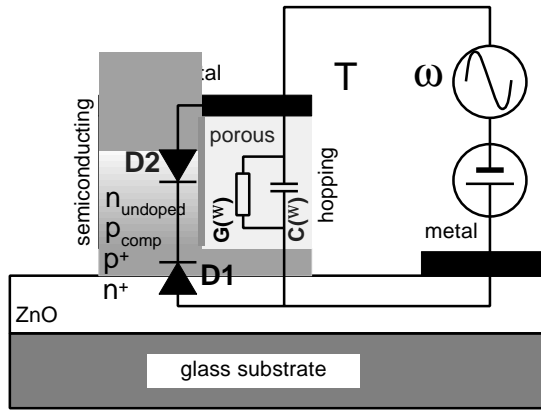 tal
T
ω
semiconducting
porous
D2
hopping
n undoped
G(w)
C(w)
p comp
metal
p+
D1
n+
ZnO
glass substrate